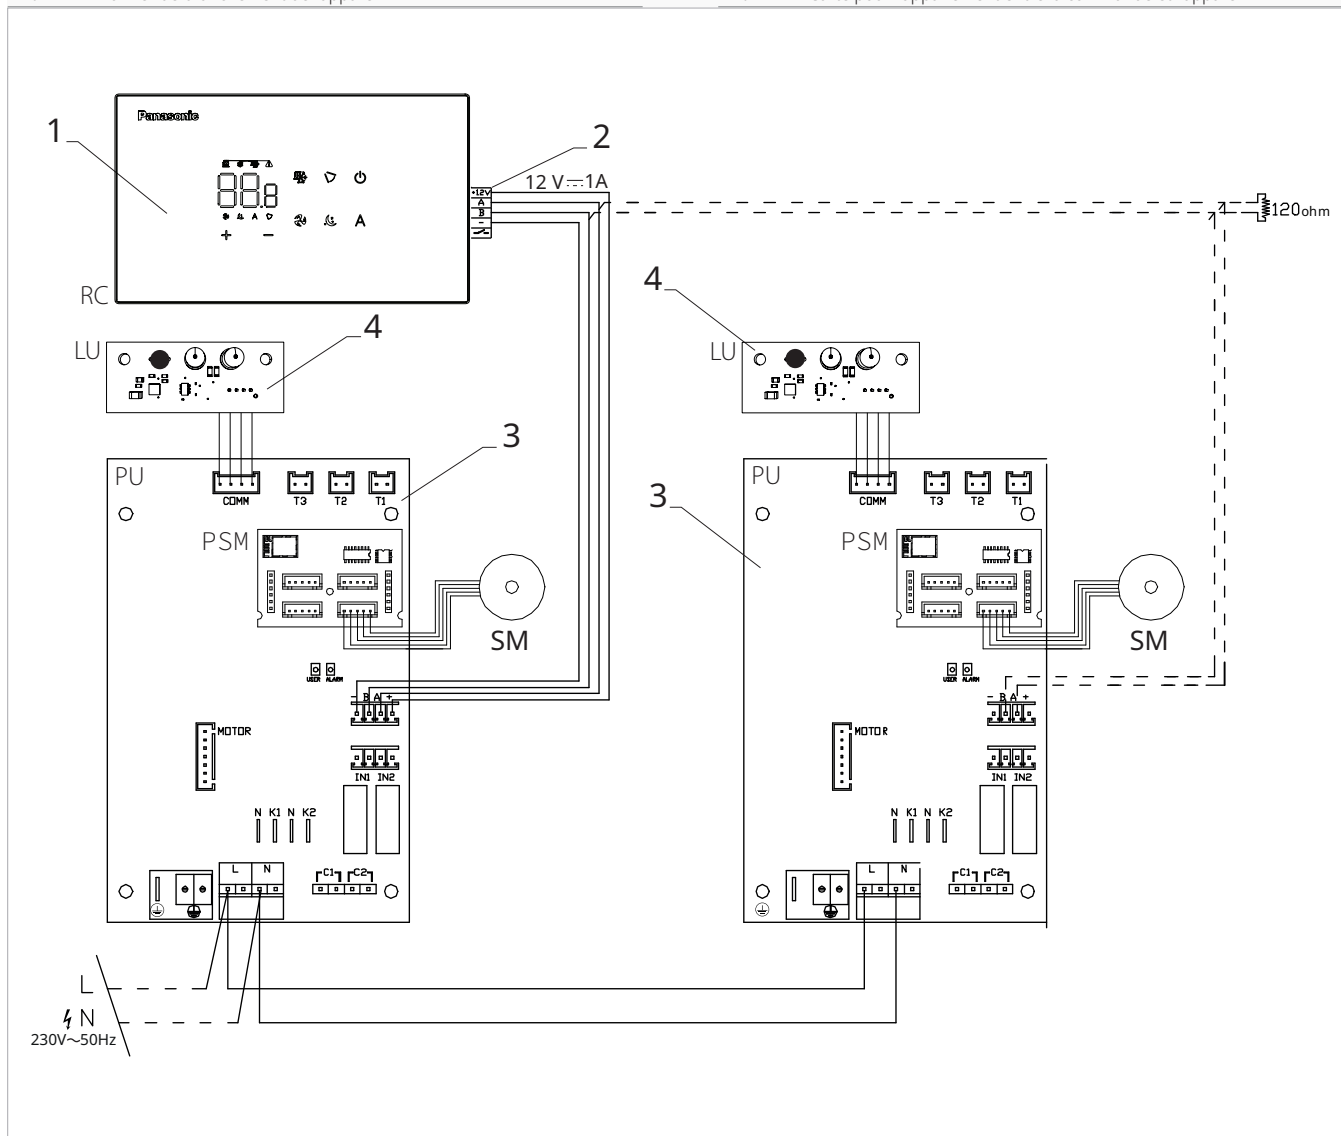 Panasonic
1
2
12 V⎓1A
+12V
A
B
-
88.8
A
+ -
A
120ohm
RC
4
4
LU
LU
3
PU
COMM T3 T2 T1
PSM
SM
USER ALARM
- B A +
MOTOR
IN1 IN2
N K1 N K2
L N
C1 C2
PU
COMM T3 T2 T1
3
PSM
SM
USER ALARM
- B A +
MOTOR
IN1 IN2
N K1 N K2
L N
C1 C2
L
N
230V~50Hz